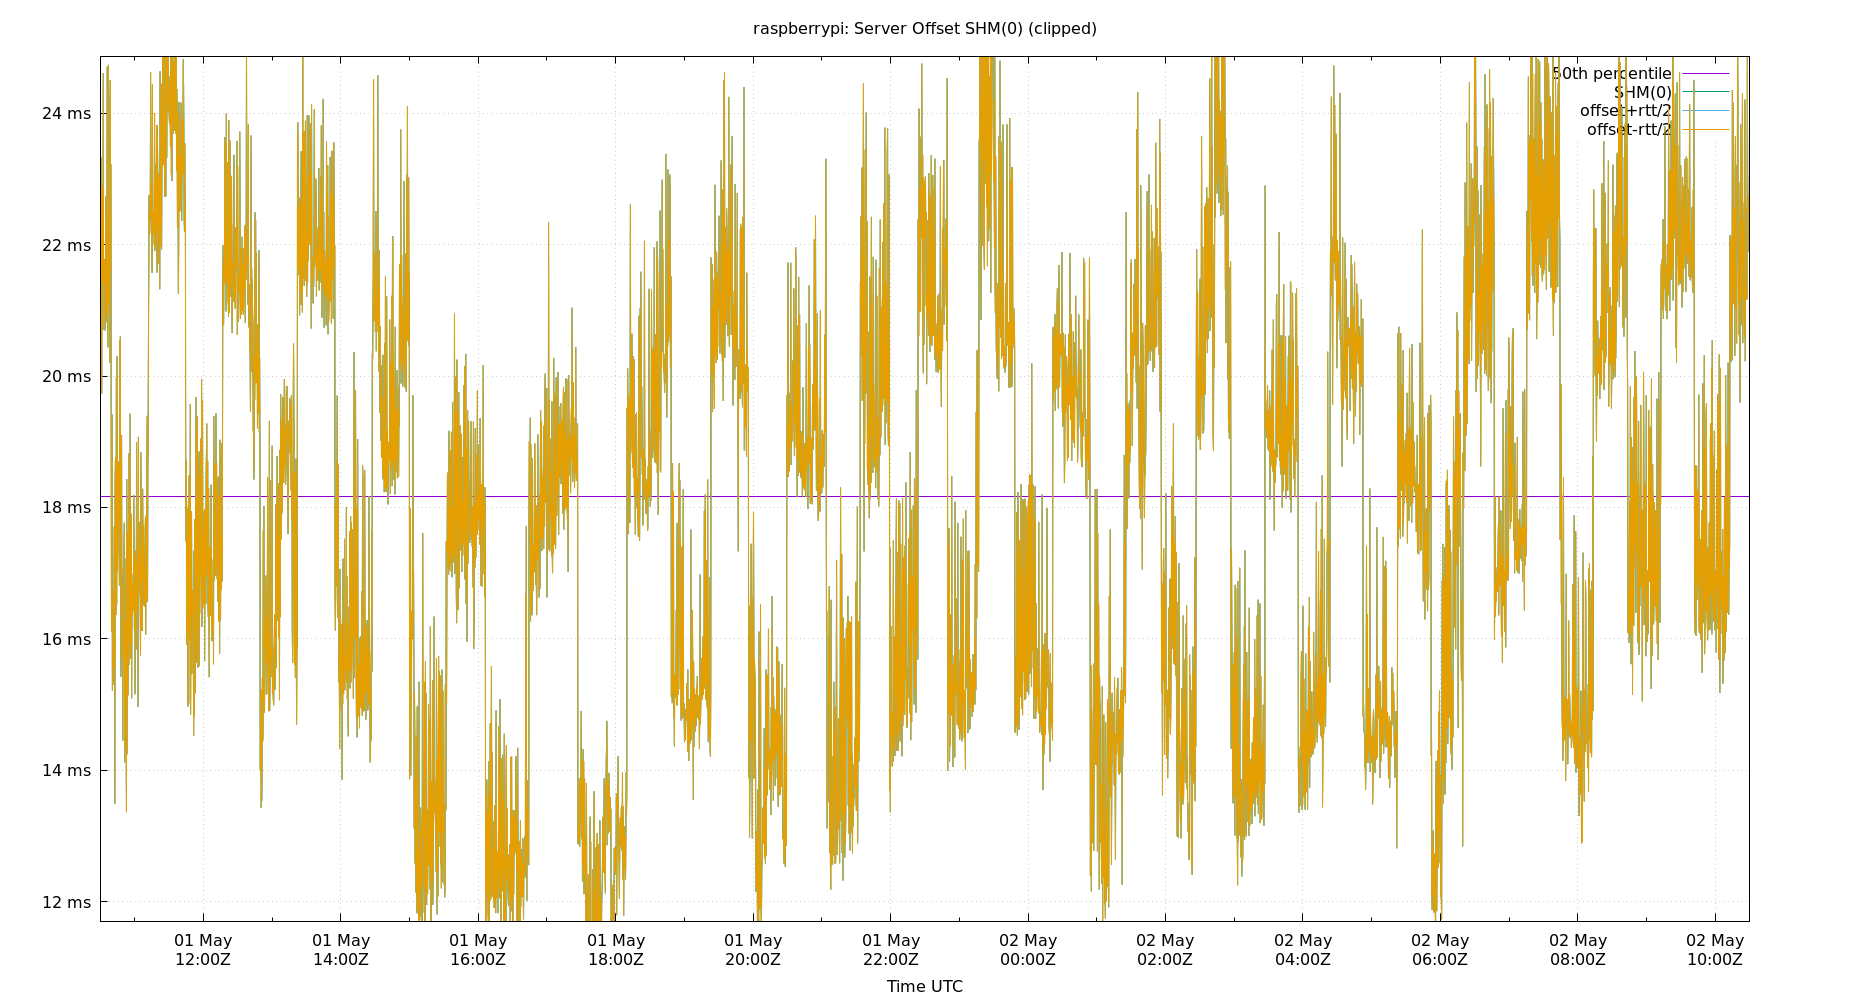 raspberrypi: Server Offset SHM(0) (clipped)
50th percentile
SHM(0)
offset+rtt/2
offset-rtt/2
24 ms
22 ms
20 ms
18 ms
16 ms
14 ms
12 ms
01 May 01 May 01 May 01 May 01 May 01 May 02 May 02 May 02 May 02 May 02 May 02 May
12:00Z 14:00Z 16:00Z 18:00Z 20:00Z 22:00Z 00:00Z 02:00Z 04:00Z 06:00Z 08:00Z 10:00Z
Time UTC